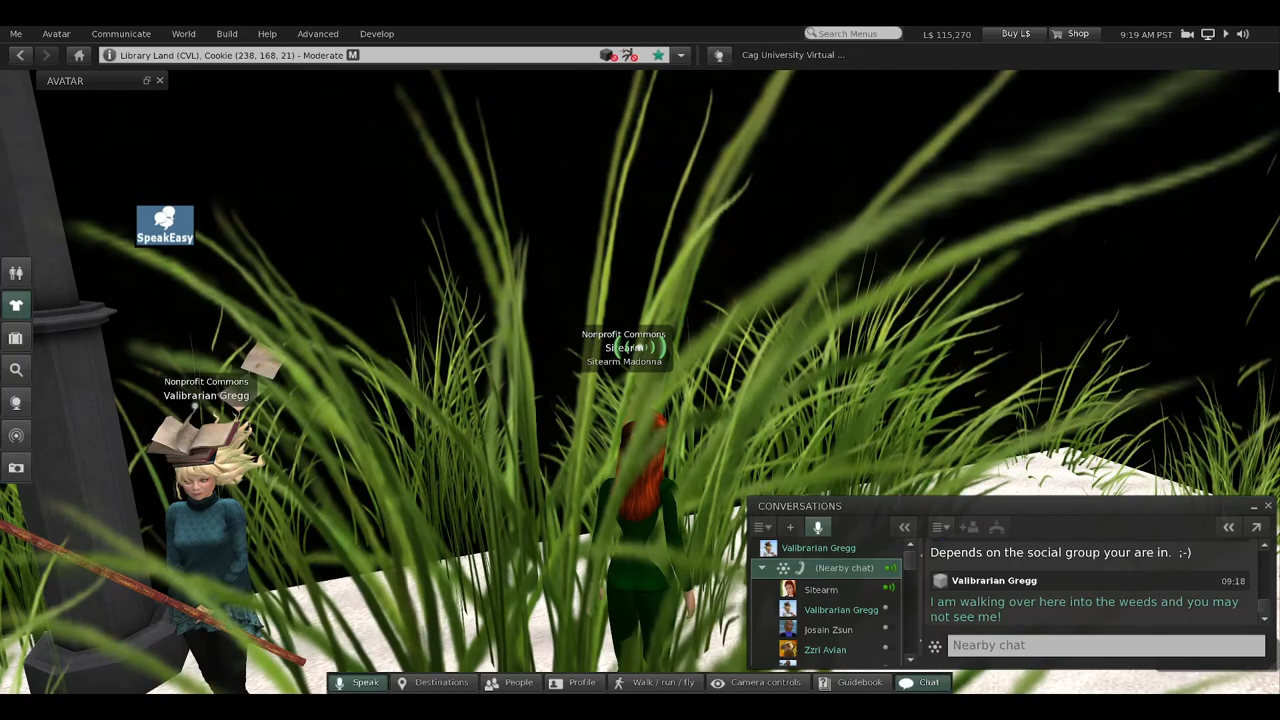 Me Avatar Communicate World Build Help Advanced Develop Search Menus L$ 115,270 Buy L$ Shop 9:19 AM PST
Library Land (CVL), Cookie (238, 168, 21) - Moderate M Cag University Virtual ...
AVATAR
SpeakEasy
Nonprofit Commons
Sitearm
Sitearm Madonna
Nonprofit Commons
Valibrarian Gregg
CONVERSATIONS
Valibrarian Gregg
(Nearby chat)
Sitearm
Valibrarian Gregg
Josain Zsun
Zzri Avian
Depends on the social group your are in. ;-)
Valibrarian Gregg 09:18
I am walking over here into the weeds and you may
not see me!
Nearby chat
Speak Destinations People Profile Walk / run / fly Camera controls Guidebook Chat